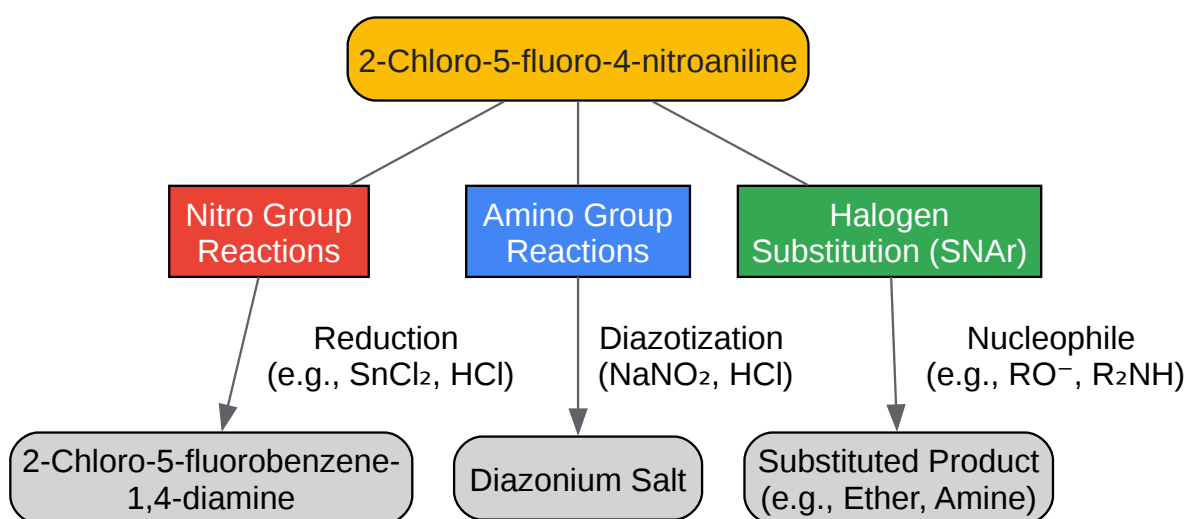 2-Chloro-5-fluoro-4-nitroaniline
Nitro Group
Reactions
Amino Group
Reactions
Halogen
Substitution (SNAr)
Reduction
(e.g., SnCl₂, HCl)
Diazotization
(NaNO₂, HCl)
Nucleophile
(e.g., RO⁻, R₂NH)
2-Chloro-5-fluorobenzene-
1,4-diamine
Diazonium Salt
Substituted Product
(e.g., Ether, Amine)